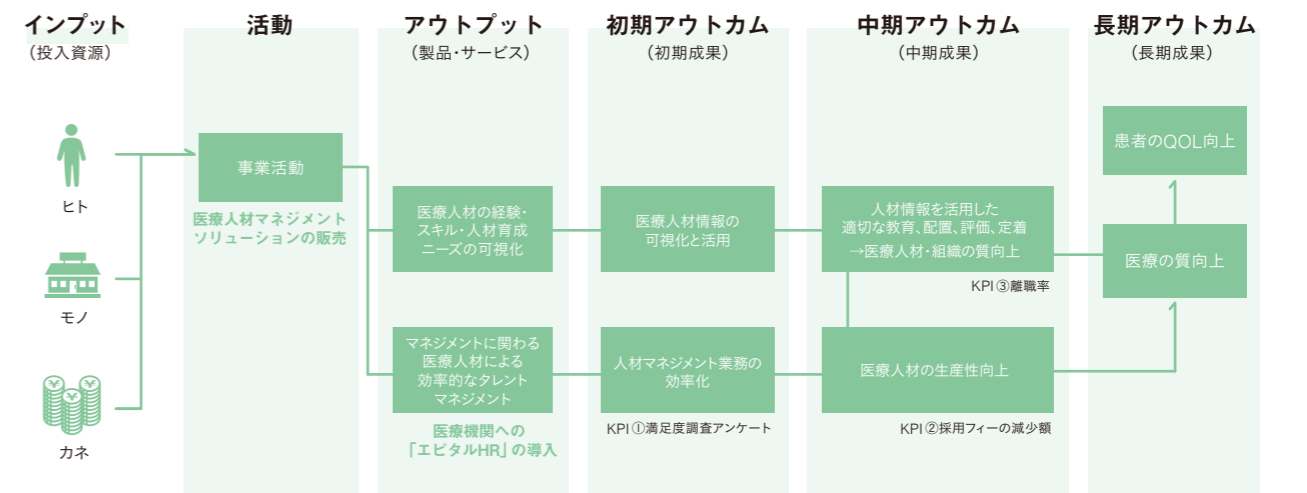 インプット
（投入資源）
活動
アウトプット
（製品・サービス）
初期アウトカム
（初期成果）
中期アウトカム
（中期成果）
長期アウトカム
（長期成果）
ヒト
モノ
カネ
事業活動
医療人材マネジメント
ソリューションの販売
医療人材の経験・
スキル・人材育成
ニーズの可視化
マネジメントに関わる
医療人材による
効率的なタレント
マネジメント
医療機関への
「エピタルHR」の導入
医療人材情報の
可視化と活用
人材マネジメント業務の
効率化
KPI①満足度調査アンケート
人材情報を活用した
適切な教育、配置、評価、定着
→医療人材・組織の質向上
KPI③離職率
医療人材の生産性向上
KPI②採用フィーの減少額
患者のQOL向上
医療の質向上